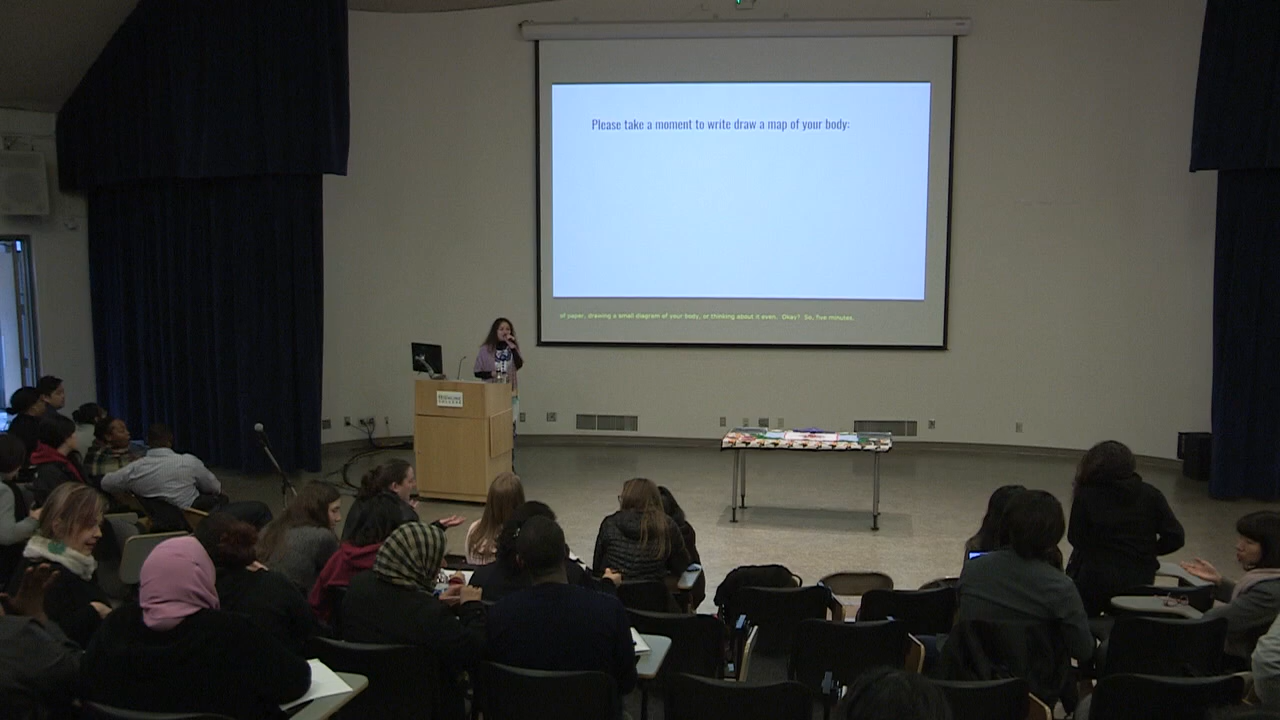 Please take a moment to write draw a map of your body:
of paper, drawing a small diagram of your body, or thinking about it even. Okay? So, five minutes.
COLLEGE